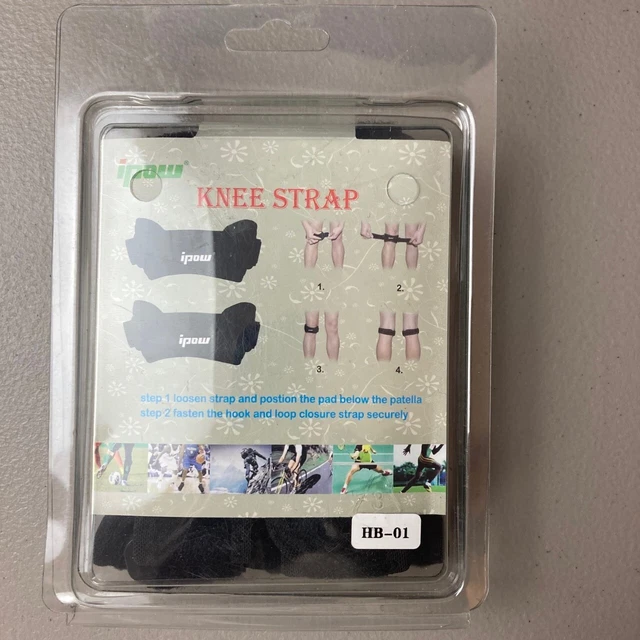 ipow®
KNEE STRAP
ipow
ipow
1.
2.
3.
4.
step 1 loosen strap and postion the pad below the patella
step 2 fasten the hook and loop closure strap securely
HB-01